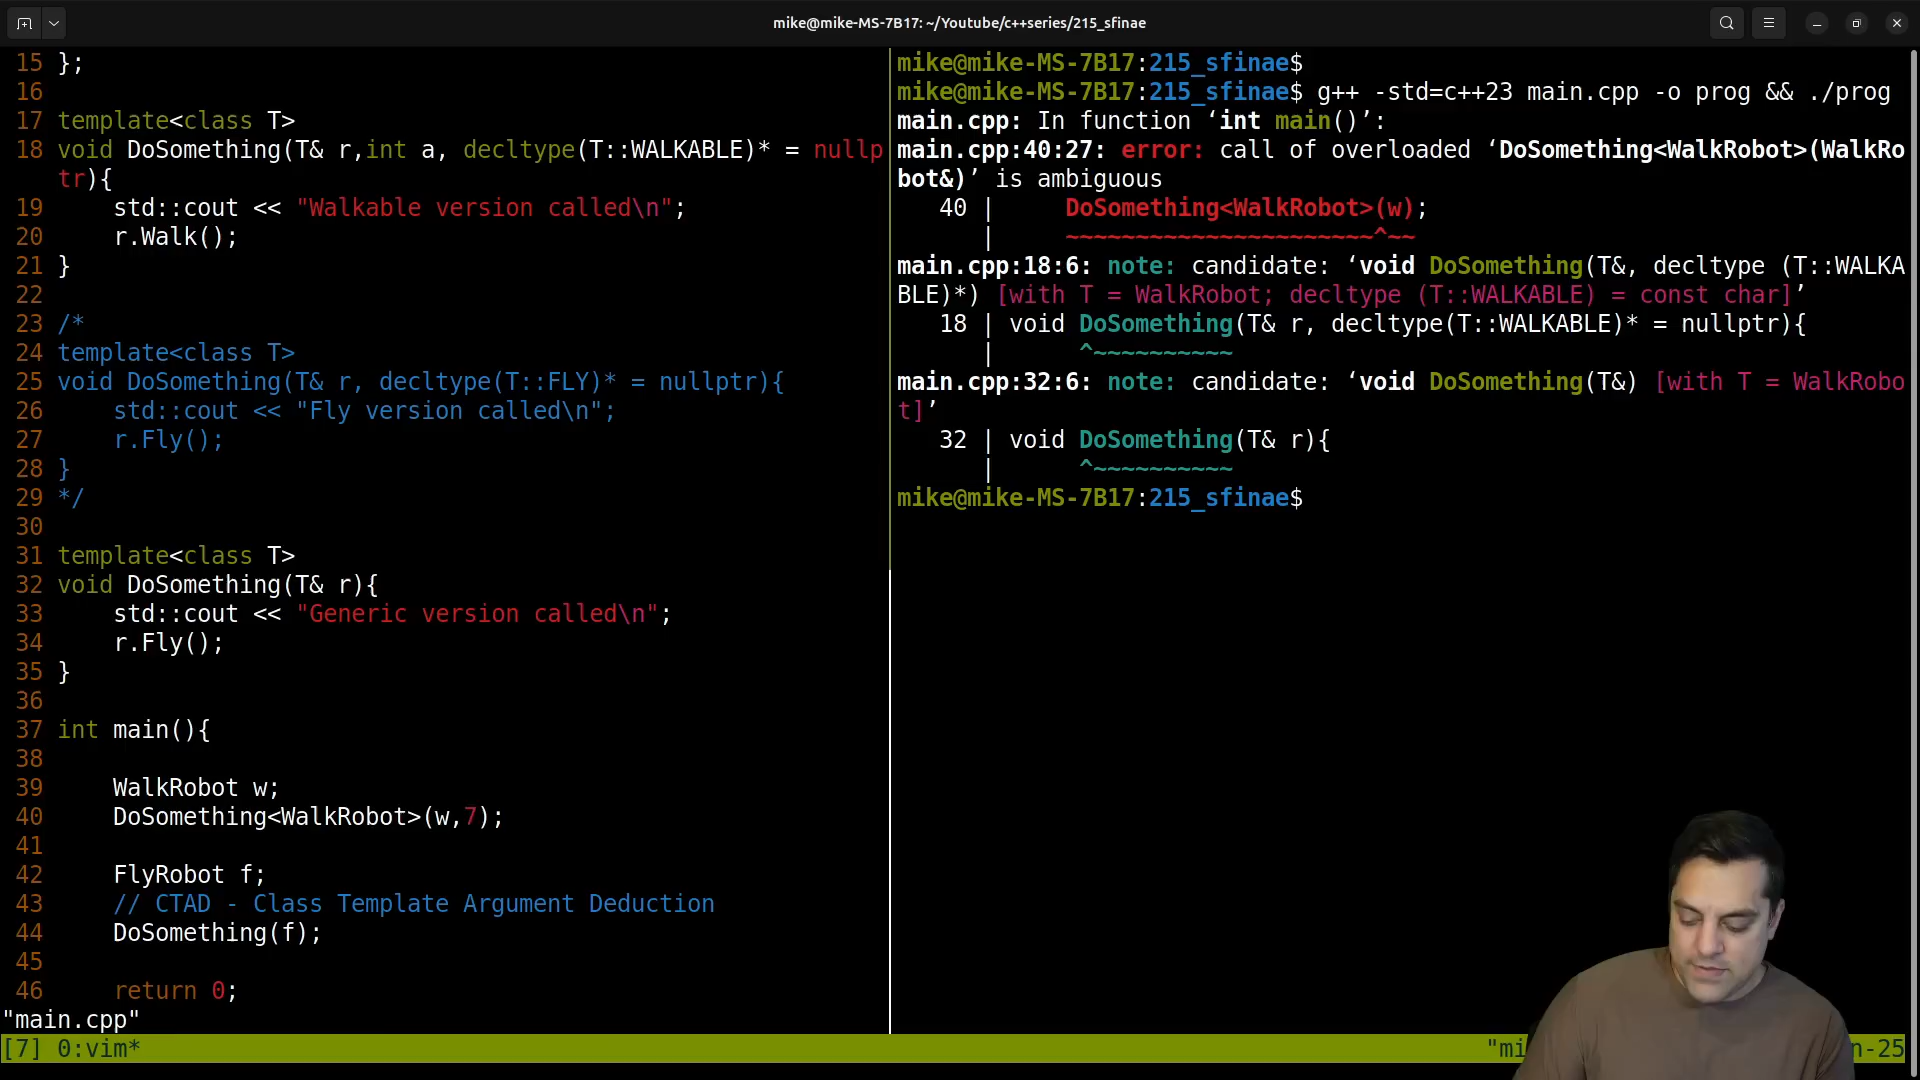 mike@mike-MS-7B17: ~/Youtube/c++series/215_sfinae
15 };
16
17 template<class T>
18 void DoSomething(T& r,int a, decltype(T::WALKABLE)* = nullp
tr){
19     std::cout << "Walkable version called\n";
20     r.Walk();
21 }
22
23 /*
24 template<class T>
25 void DoSomething(T& r, decltype(T::FLY)* = nullptr){
26     std::cout << "Fly version called\n";
27     r.Fly();
28 }
29 */
30
31 template<class T>
32 void DoSomething(T& r){
33     std::cout << "Generic version called\n";
34     r.Fly();
35 }
36
37 int main(){
38
39     WalkRobot w;
40     DoSomething<WalkRobot>(w,7);
41
42     FlyRobot f;
43     // CTAD - Class Template Argument Deduction
44     DoSomething(f);
45
46     return 0;
"main.cpp"
mike@mike-MS-7B17:215_sfinae$
mike@mike-MS-7B17:215_sfinae$ g++ -std=c++23 main.cpp -o prog && ./prog
main.cpp: In function ‘int main()’:
main.cpp:40:27: error: call of overloaded ‘DoSomething<WalkRobot>(WalkRo
bot&)’ is ambiguous
40 |     DoSomething<WalkRobot>(w);
|     ~~~~~~~~~~~~~~~~~~~~~~^~~
main.cpp:18:6: note: candidate: ‘void DoSomething(T&, decltype (T::WALKA
BLE)*) [with T = WalkRobot; decltype (T::WALKABLE) = const char]’
18 | void DoSomething(T& r, decltype(T::WALKABLE)* = nullptr){
|      ^~~~~~~~~~~
main.cpp:32:6: note: candidate: ‘void DoSomething(T&) [with T = WalkRobo
t]’
32 | void DoSomething(T& r){
|      ^~~~~~~~~~~
mike@mike-MS-7B17:215_sfinae$
[7] 0:vim*